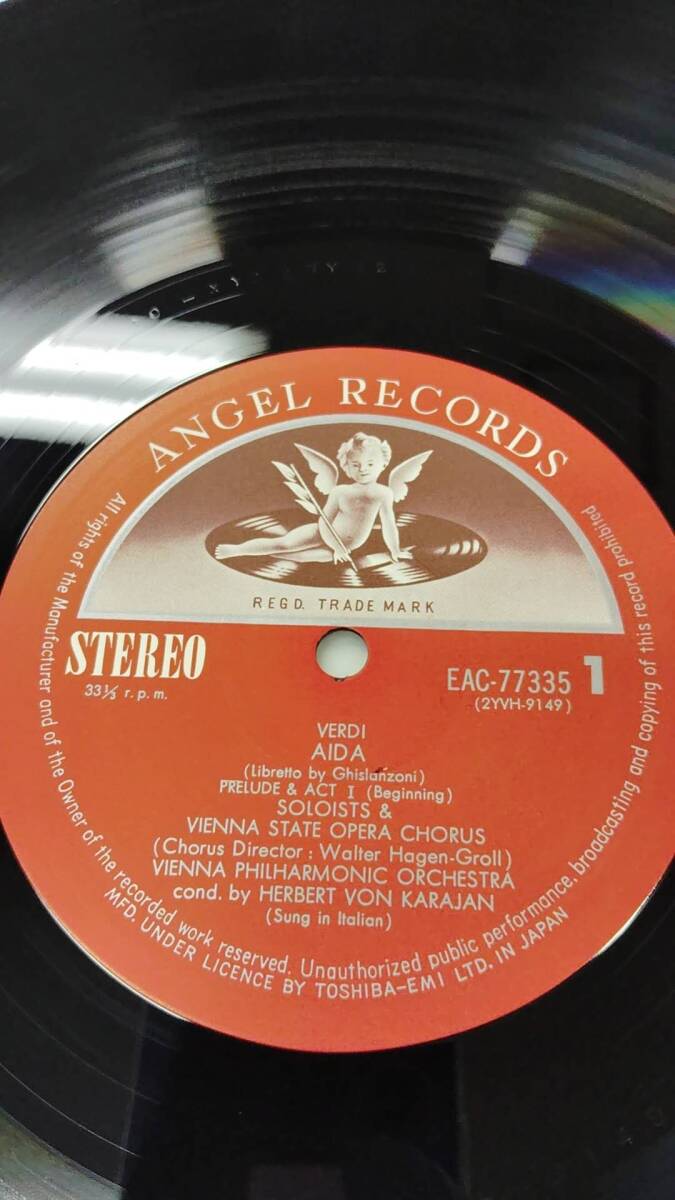 ANGEL RECORDS
REGD. TRADE MARK
STEREO
33⅓ r.p.m.
EAC-77335 1
(2YVH-9149)
VERDI
AIDA
(Libretto by Ghislanzoni)
PRELUDE & ACT I (Beginning)
SOLOISTS &
VIENNA STATE OPERA CHORUS
(Chorus Director : Walter Hagen-Groll)
VIENNA PHILHARMONIC ORCHESTRA
cond. by HERBERT VON KARAJAN
(Sung in Italian)
All rights of the Manufacturer and of the Owner of the recorded work reserved. Unauthorized public performance, broadcasting and copying of this record prohibited
MFD. UNDER LICENCE BY TOSHIBA-EMI LTD. IN JAPAN